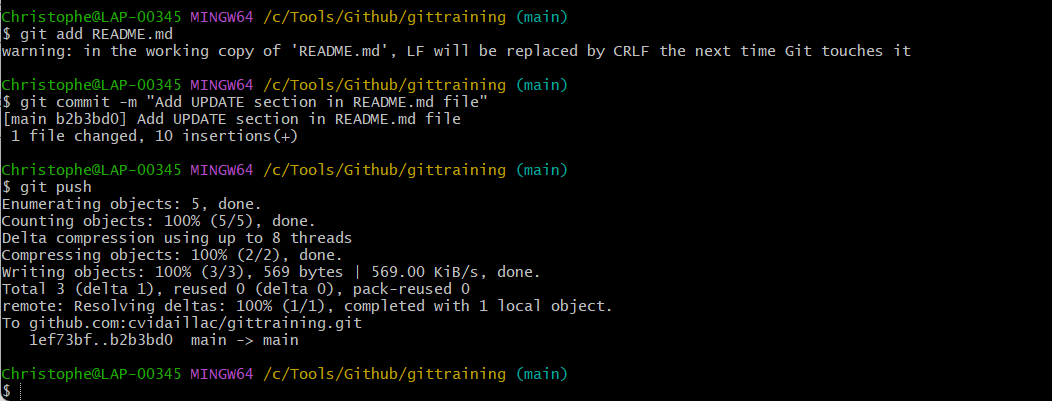 Christophe@LAP-00345 MINGW64 /c/Tools/Github/gittraining (main)
$ git add README.md
warning: in the working copy of 'README.md', LF will be replaced by CRLF the next time Git touches it
Christophe@LAP-00345 MINGW64 /c/Tools/Github/gittraining (main)
$ git commit -m "Add UPDATE section in README.md file"
[main b2b3bd0] Add UPDATE section in README.md file
1 file changed, 10 insertions(+)
Christophe@LAP-00345 MINGW64 /c/Tools/Github/gittraining (main)
$ git push
Enumerating objects: 5, done.
Counting objects: 100% (5/5), done.
Delta compression using up to 8 threads
Compressing objects: 100% (2/2), done.
Writing objects: 100% (3/3), 569 bytes | 569.00 KiB/s, done.
Total 3 (delta 1), reused 0 (delta 0), pack-reused 0
remote: Resolving deltas: 100% (1/1), completed with 1 local object.
To github.com:cvidaillac/gittraining.git
1ef73bf..b2b3bd0  main -> main
Christophe@LAP-00345 MINGW64 /c/Tools/Github/gittraining (main)
$